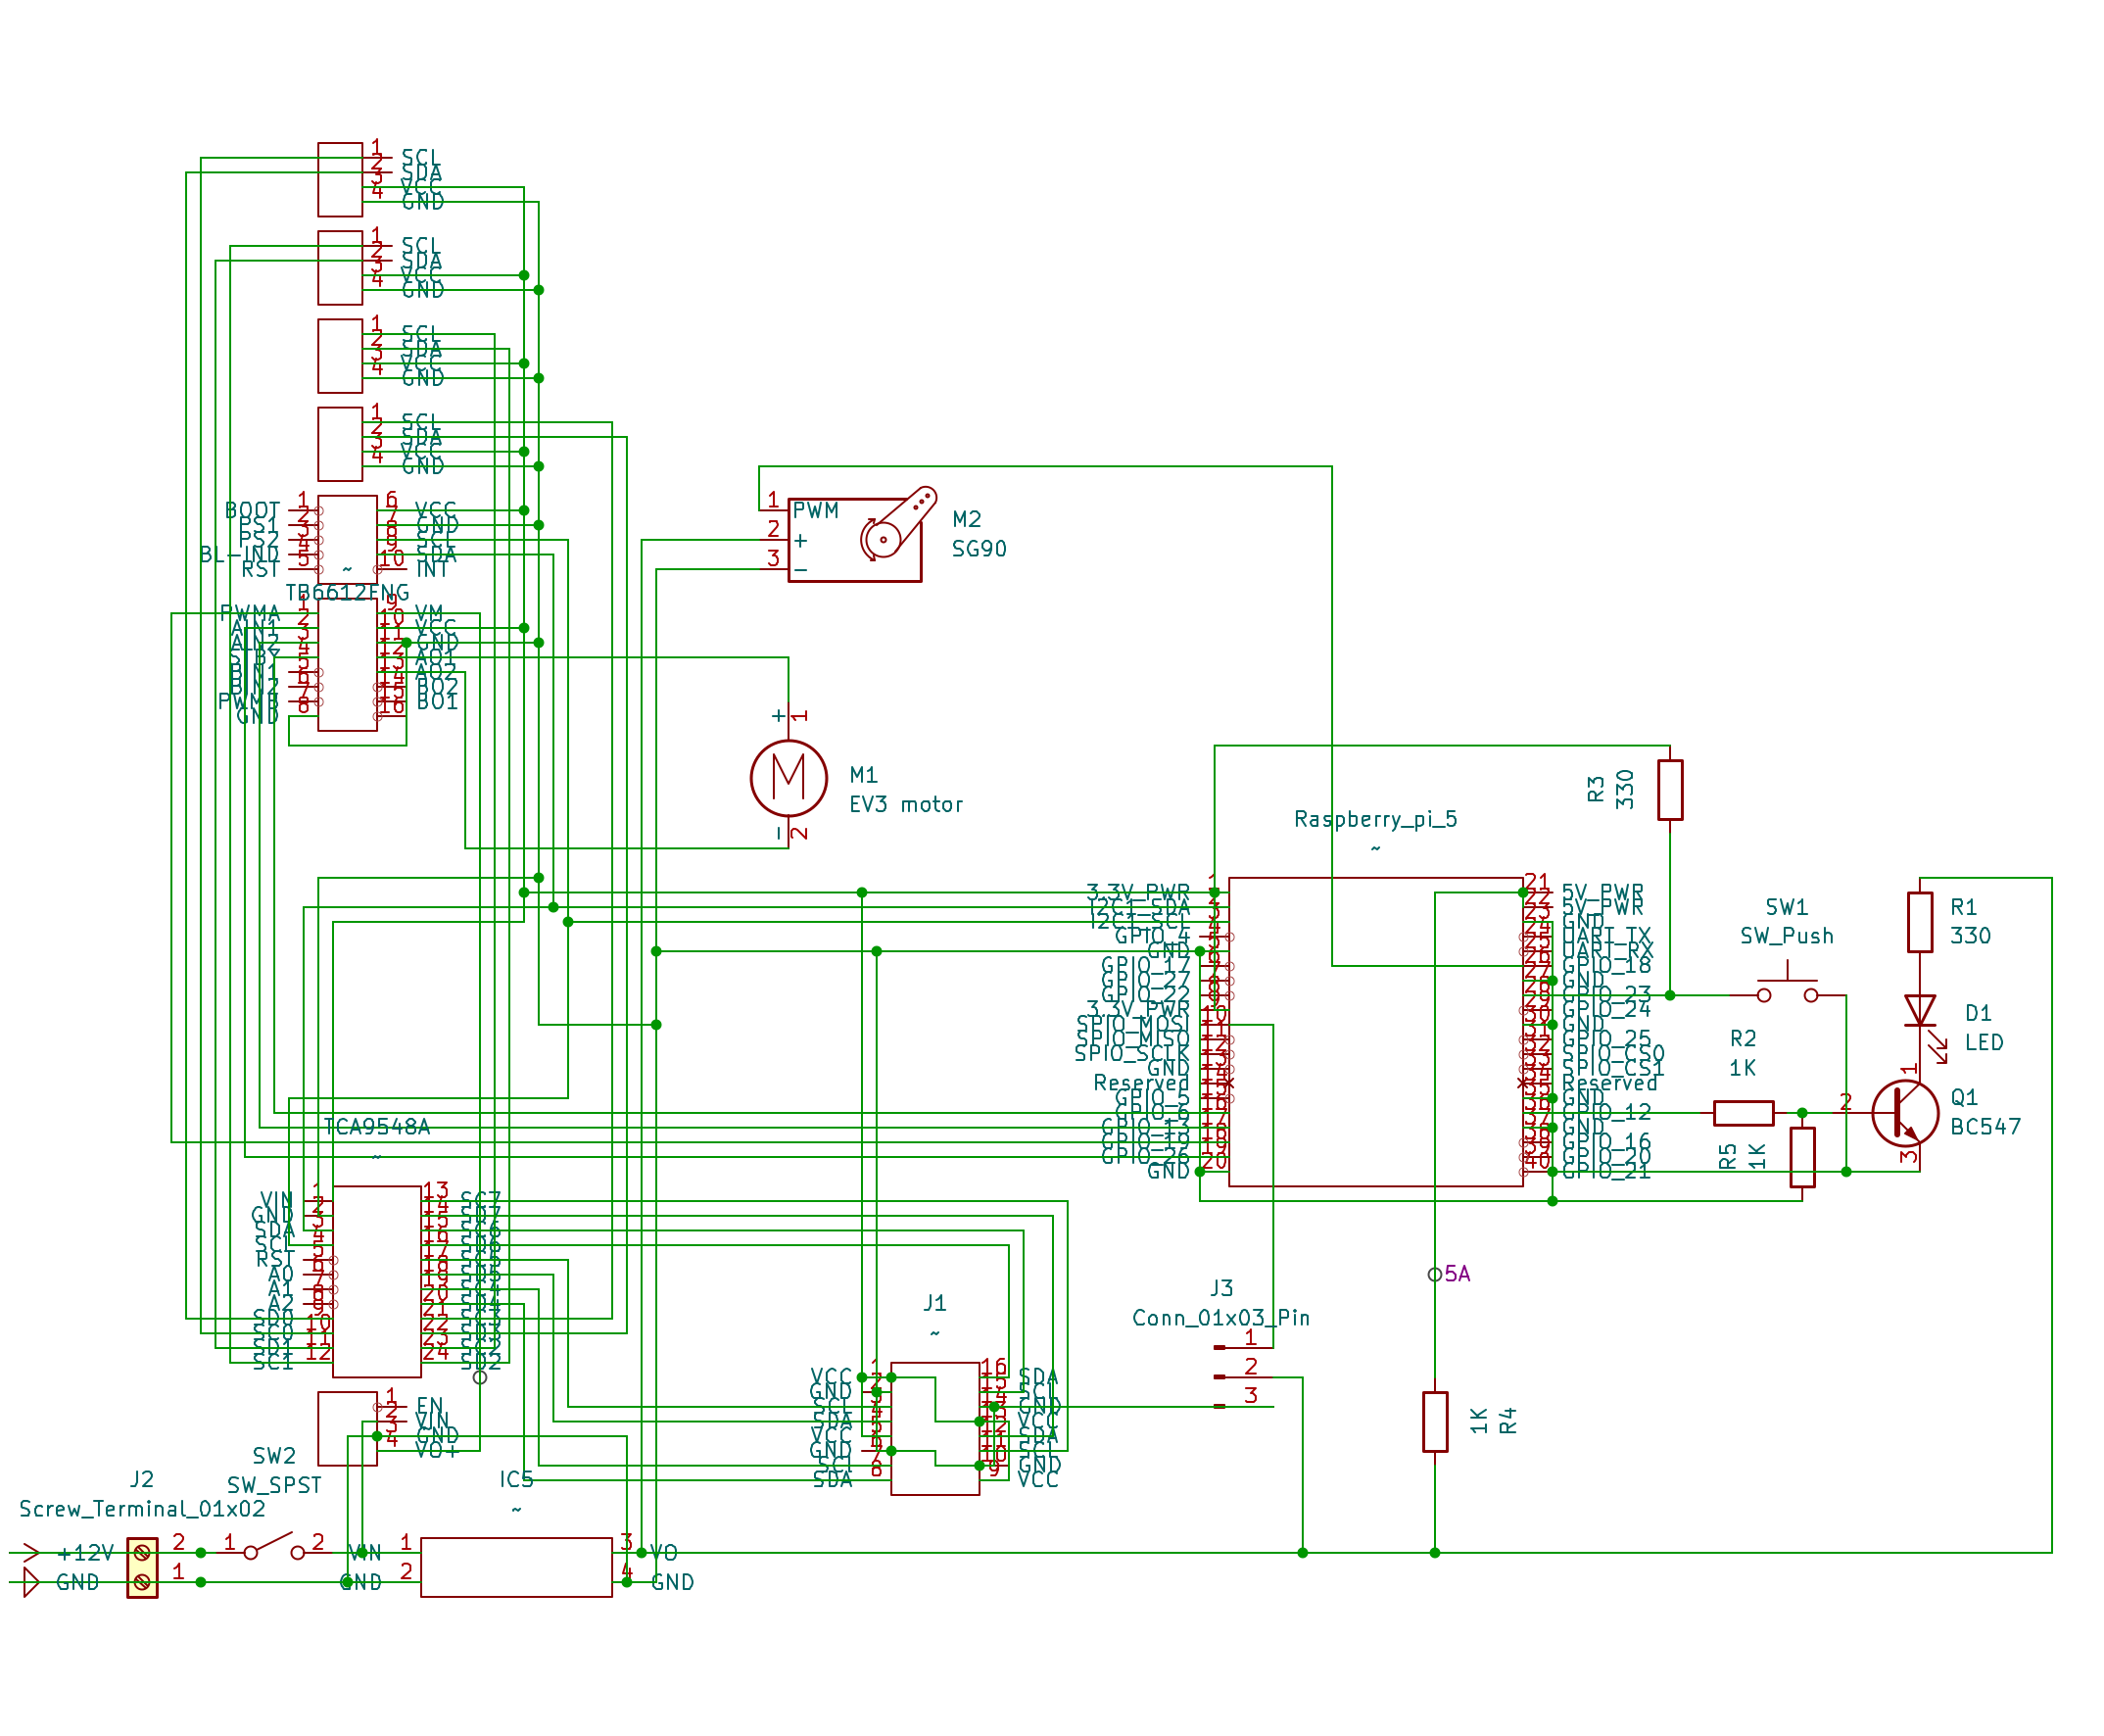 1 SCL
2 SDA
3 VCC
4 GND
1 SCL
2 SDA
3 VCC
4 GND
1 SCL
2 SDA
3 VCC
4 GND
1 SCL
2 SDA
3 VCC
4 GND
BOOT 1
PS1 2
PS2 3
BL-IND 4
RST 5
6 VCC
7 GND
8 SCL
9 SDA
10 INT
~
TB6612FNG
PWMA 1
AIN1 2
AIN2 3
STBY 4
BIN1 5
BIN2 6
PWMB 7
GND 8
9 VM
10 VCC
11 GND
12 AO1
13 AO2
14 BO2
15 BO1
16
1 PWM
2 +
3 -
M2
SG90
+ 1
M
- 2
M1
EV3 motor
Raspberry_pi_5
~
3.3V_PWR 1
I2C1_SDA 2
I2C1_SCL 3
GPIO_4 4
GND 5
GPIO_17 6
GPIO_27 7
GPIO_22 8
3.3V_PWR 9
SPIO_MOSI 10
SPIO_MISO 11
SPIO_SCLK 12
GND 13
Reserved 14
GPIO_5 15
GPIO_6 16
GPIO_13 17
GPIO_19 18
GPIO_26 19
GND 20
21 5V_PWR
22 5V_PWR
23 GND
24 UART_TX
25 UART_RX
26 GPIO_18
27 GND
28 GPIO_23
29 GPIO_24
30 GND
31 GPIO_25
32 SPIO_CS0
33 SPIO_CS1
34 Reserved
35 GND
36 GPIO_12
37 GND
38 GPIO_16
39 GPIO_20
40 GPIO_21
R3
330
SW1
SW_Push
R1
330
D1
LED
R2
1K
R5
1K
1
2
3
Q1
BC547
TCA9548A
~
VIN 1
GND 2
SDA 3
SCL 4
RST 5
A0 6
A1 7
A2 8
SD0 9
SC0 10
SD1 11
SC1 12
13 SC7
14 SD7
15 SC6
16 SD6
17 SC5
18 SD5
19 SC4
20 SD4
21 SC3
22 SD3
23 SC2
24 SD2
1 EN
2 VIN
3 GND
4 VO+
J1
~
VCC 1
GND 2
SCL 3
SDA 4
VCC 5
GND 6
SCL 7
SDA 8
16 SDA
15 SCL
14 GND
13 VCC
12 SDA
11 SCL
10 GND
9 VCC
J3
Conn_01x03_Pin
1
2
3
5A
1K
R4
J2
Screw_Terminal_01x02
+12V 2
GND 1
SW2
SW_SPST
1 2
IC5
~
VIN 1
GND 2
3 VO
4 GND